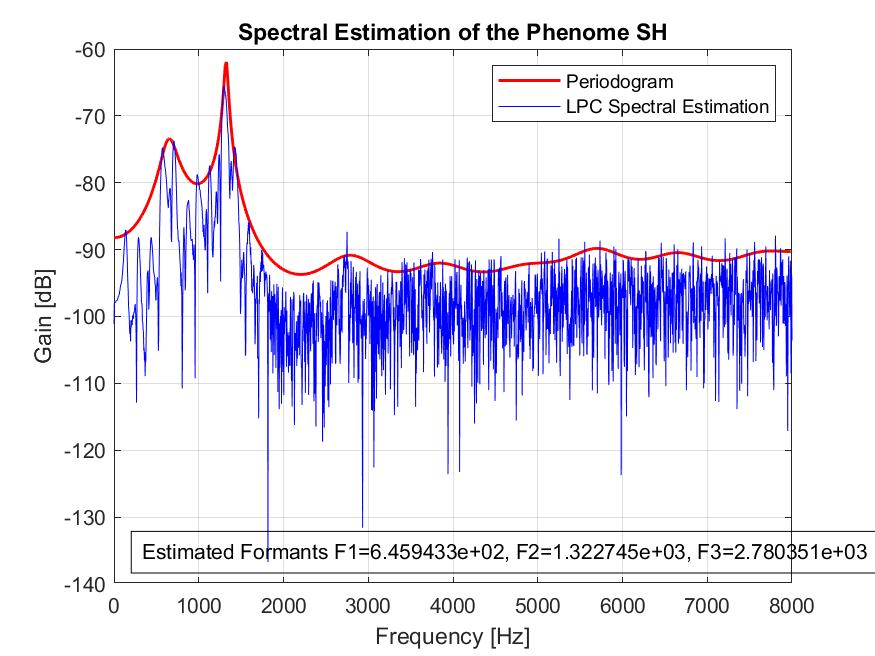 Spectral Estimation of the Phenome SH
Periodogram
LPC Spectral Estimation
Gain [dB]
-60
-70
-80
-90
-100
-110
-120
-130
-140
Estimated Formants F1=6.459433e+02, F2=1.322745e+03, F3=2.780351e+03
0 1000 2000 3000 4000 5000 6000 7000 8000
Frequency [Hz]